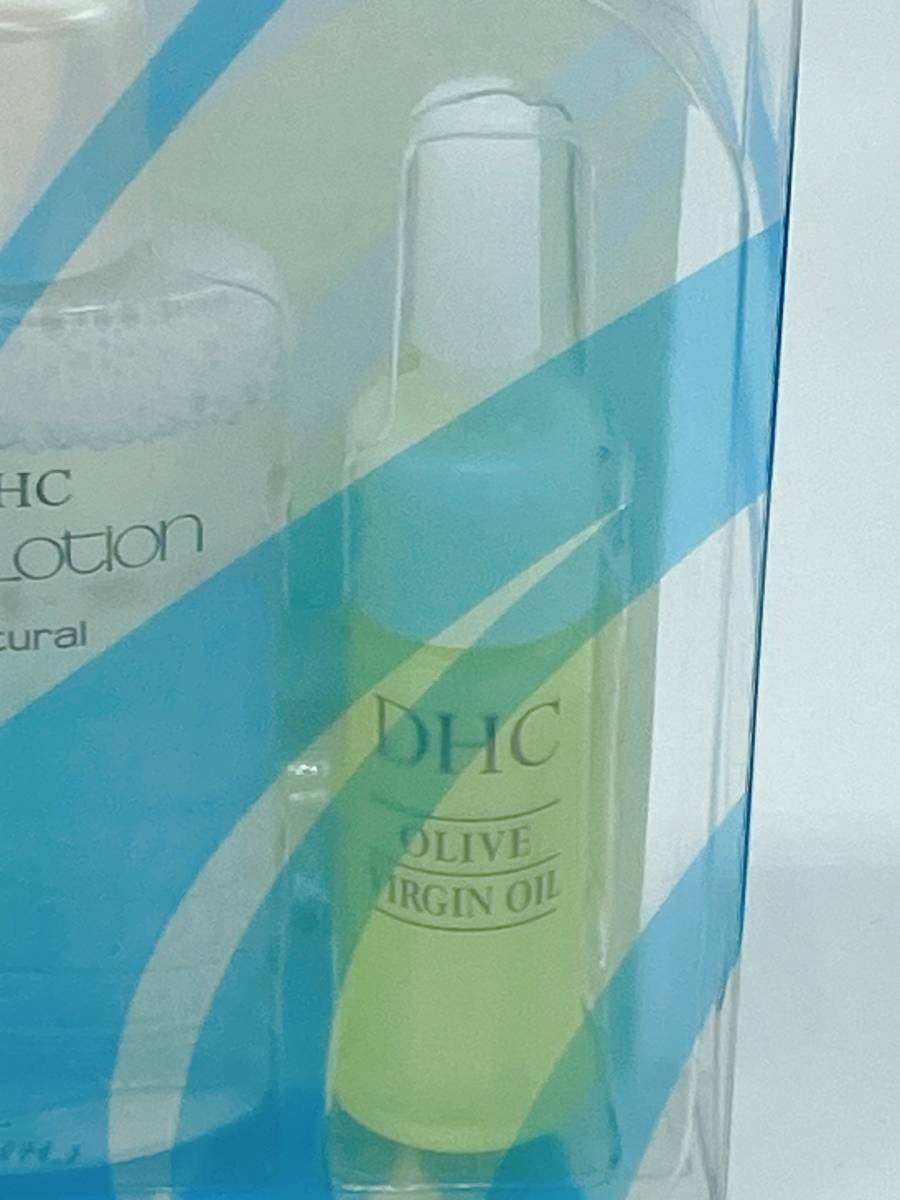 HC
Lotion
tural
DHC
OLIVE
VIRGIN OIL